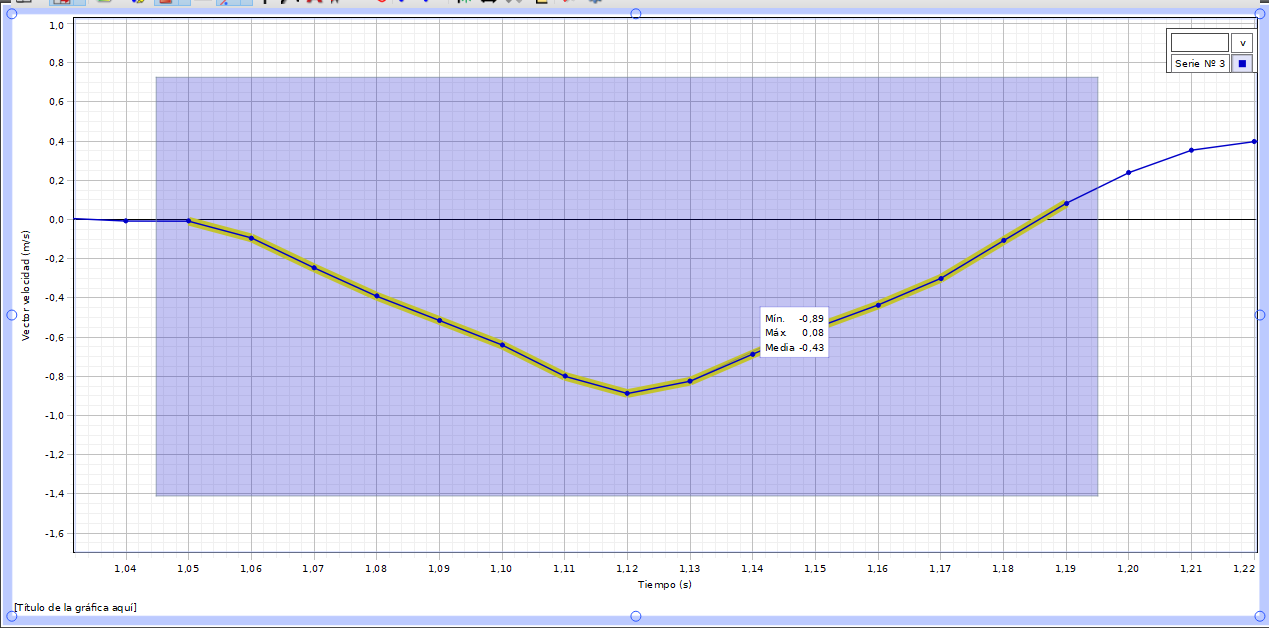 1,0
v
0,8
Serie Nº 3
0,6
0,4
0,2
0,0
-0,2
-0,4
-0,6
-0,8
-1,0
-1,2
-1,4
-1,6
Vector velocidad (m/s)
Mín. -0,89
Máx. 0,08
Media -0,43
1,04 1,05 1,06 1,07 1,08 1,09 1,10 1,11 1,12 1,13 1,14 1,15 1,16 1,17 1,18 1,19 1,20 1,21 1,22
Tiempo (s)
[Título de la gráfica aquí]